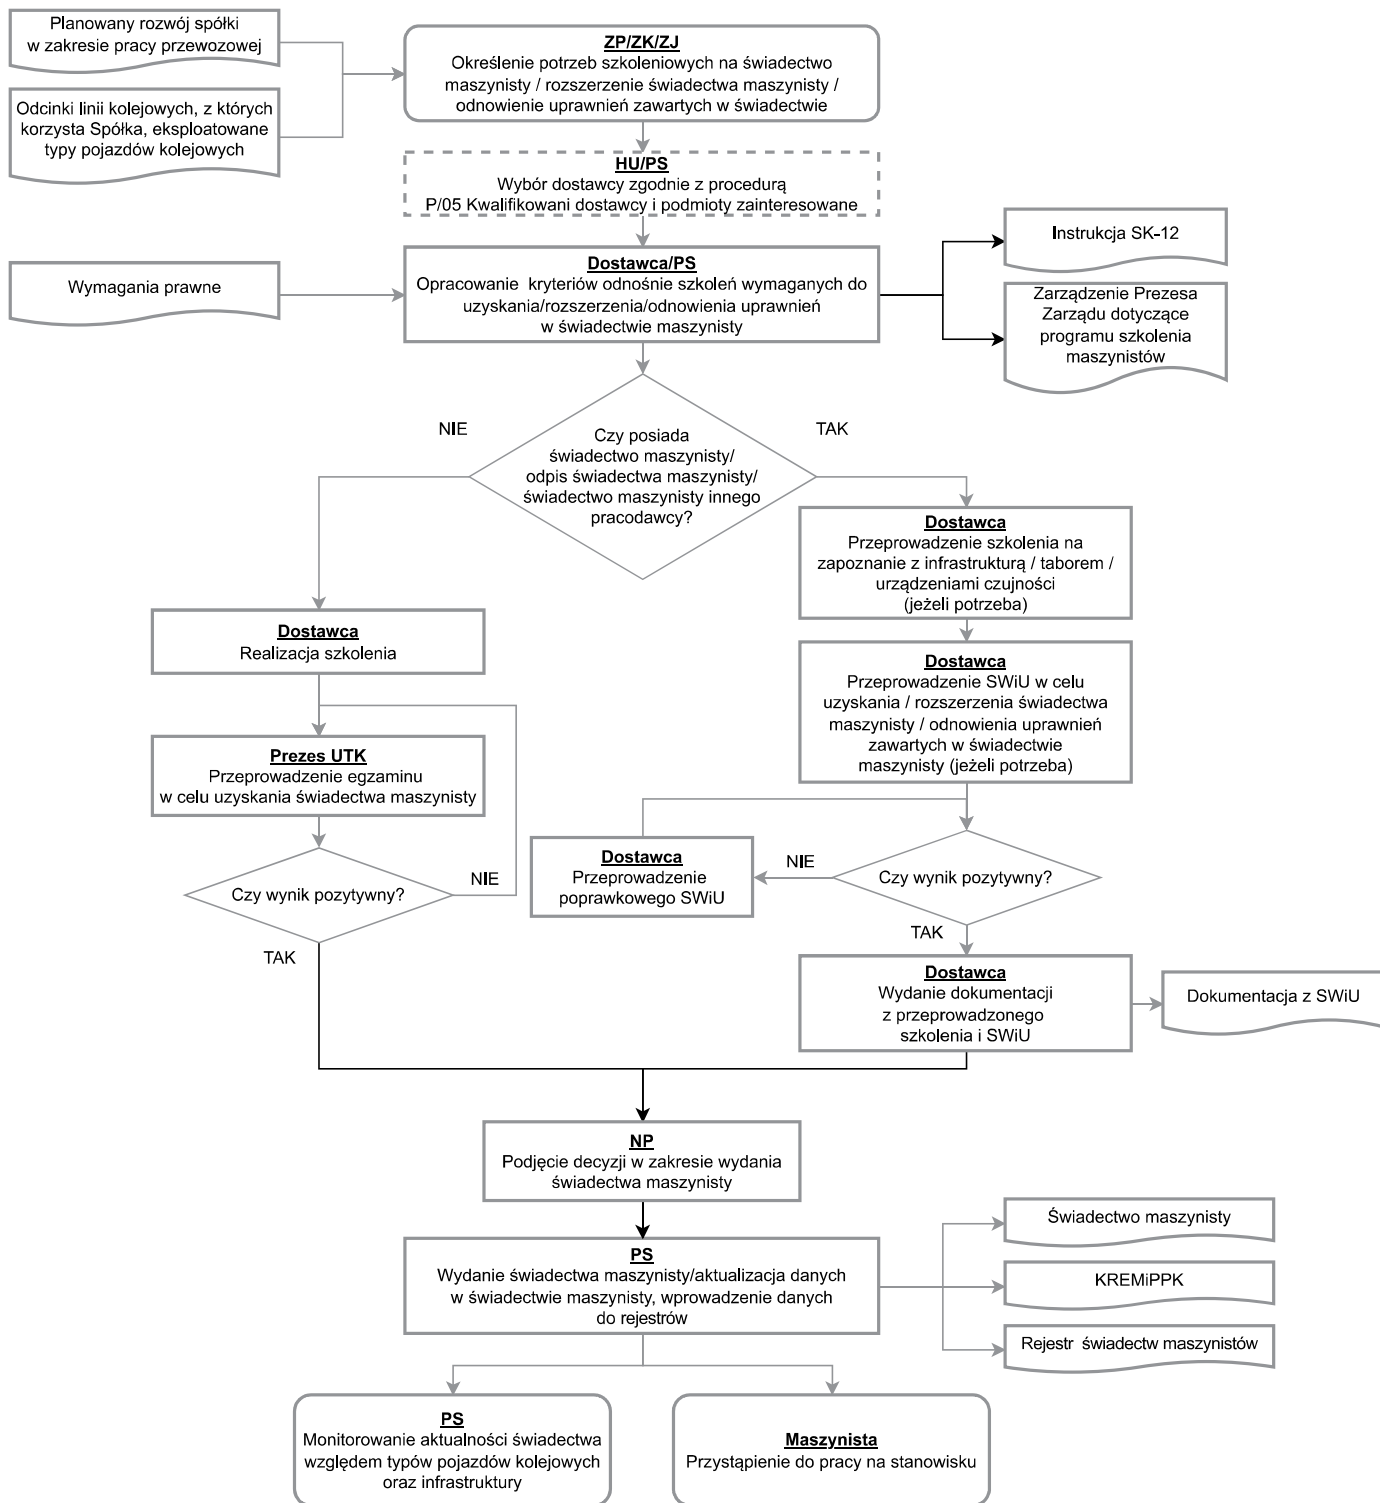 Planowany rozwój spółki
w zakresie pracy przewozowej
ZP/ZK/ZJ
Określenie potrzeb szkoleniowych na świadectwo
maszynisty / rozszerzenie świadectwa maszynisty /
odnowienie uprawnień zawartych w świadectwie
Odcinki linii kolejowych, z których
korzysta Spółka, eksploatowane
typy pojazdów kolejowych
HU/PS
Wybór dostawcy zgodnie z procedurą
P/05 Kwalifikowani dostawcy i podmioty zainteresowane
Wymagania prawne
Dostawca/PS
Opracowanie kryteriów odnośnie szkoleń wymaganych do
uzyskania/rozszerzenia/odnowienia uprawnień
w świadectwie maszynisty
Instrukcja SK-12
Zarządzenie Prezesa
Zarządu dotyczące
programu szkolenia
maszynistów
NIE
TAK
Czy posiada
świadectwo maszynisty/
odpis świadectwa maszynisty/
świadectwo maszynisty innego
pracodawcy?
Dostawca
Przeprowadzenie szkolenia na
zapoznanie z infrastrukturą / taborem /
urządzeniami czujności
(jeżeli potrzeba)
Dostawca
Realizacja szkolenia
Dostawca
Przeprowadzenie SWiU w celu
uzyskania / rozszerzenia świadectwa
maszynisty / odnowienia uprawnień
zawartych w świadectwie
maszynisty (jeżeli potrzeba)
Prezes UTK
Przeprowadzenie egzaminu
w celu uzyskania świadectwa maszynisty
Czy wynik pozytywny?
NIE
TAK
Dostawca
Przeprowadzenie
poprawkowego SWiU
NIE
Czy wynik pozytywny?
TAK
Dostawca
Wydanie dokumentacji
z przeprowadzonego
szkolenia i SWiU
Dokumentacja z SWiU
NP
Podjęcie decyzji w zakresie wydania
świadectwa maszynisty
PS
Wydanie świadectwa maszynisty/aktualizacja danych
w świadectwie maszynisty, wprowadzenie danych
do rejestrów
Świadectwo maszynisty
KREMiPPK
Rejestr świadectw maszynistów
PS
Monitorowanie aktualności świadectwa
względem typów pojazdów kolejowych
oraz infrastruktury
Maszynista
Przystąpienie do pracy na stanowisku